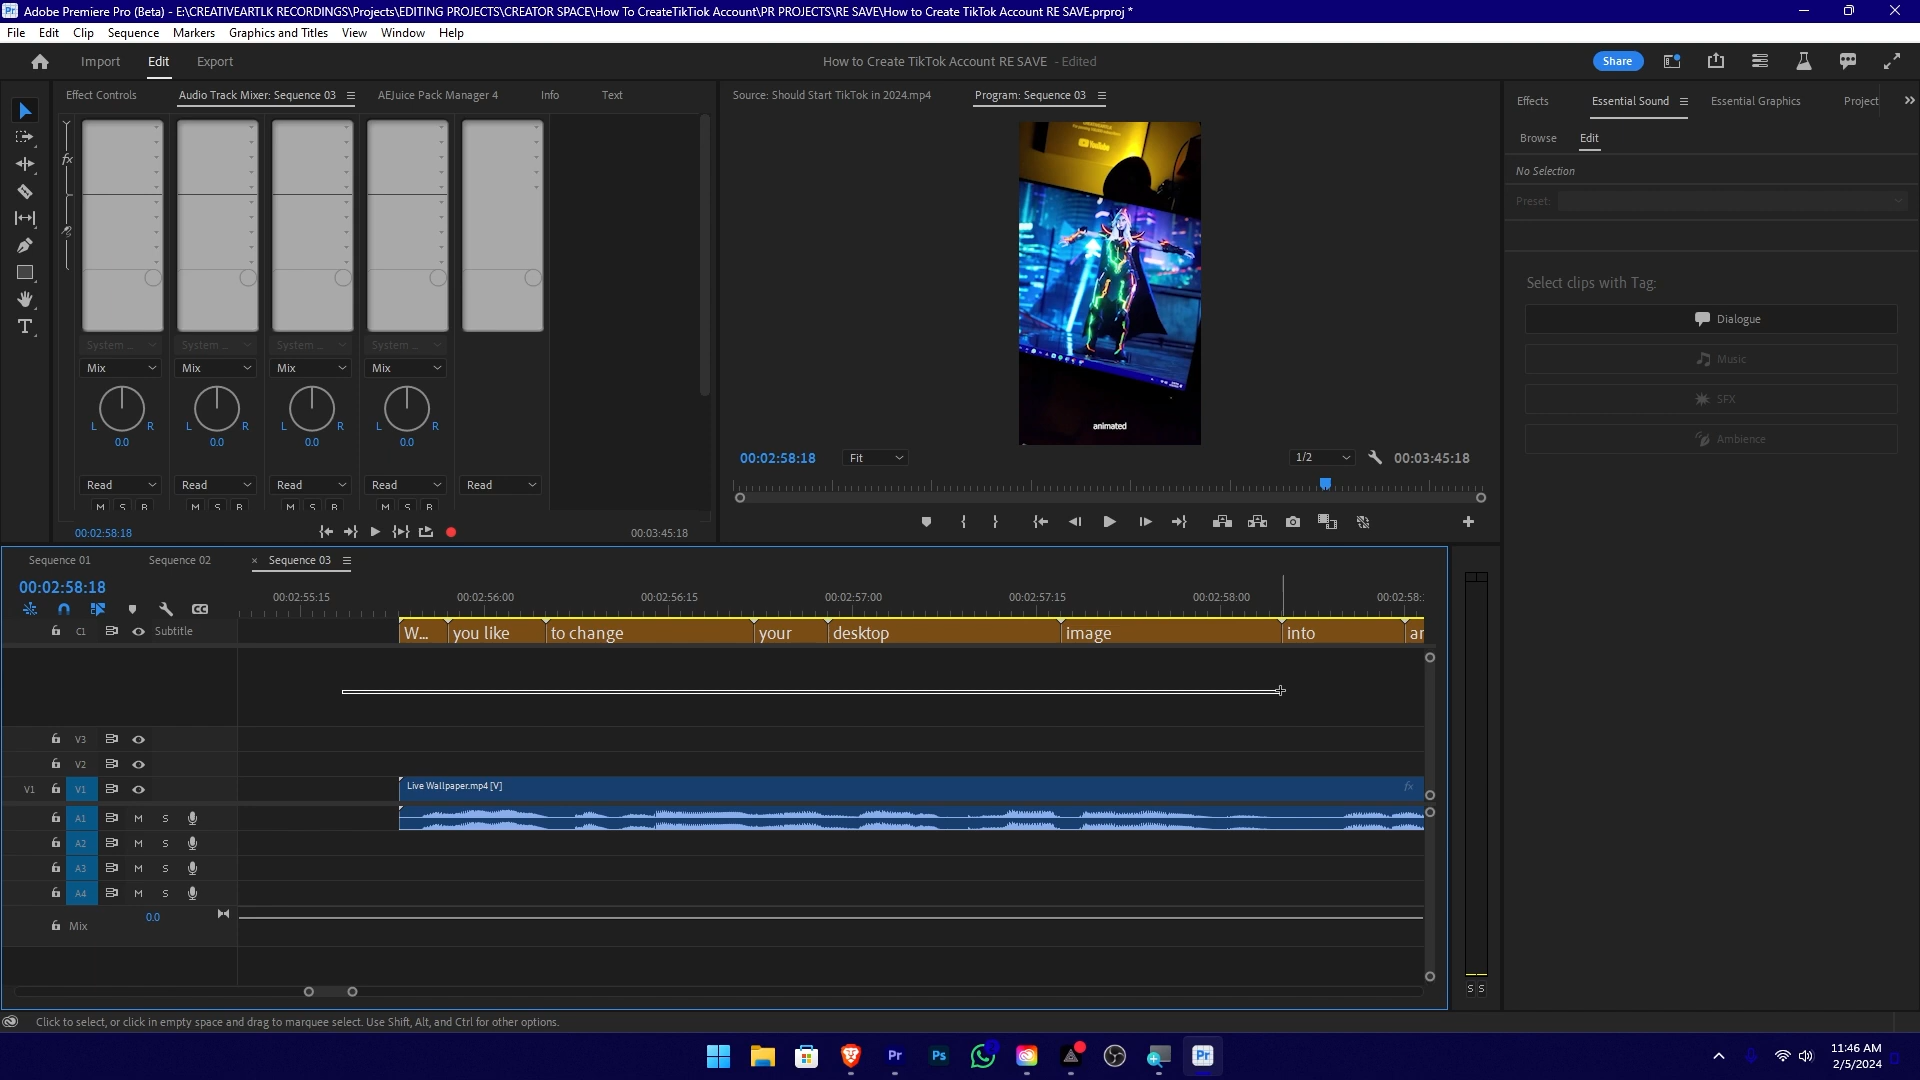 Adobe Premiere Pro (Beta) - E:\CREATIVEARTLK RECORDINGS\Projects\EDITING PROJECTS\CREATOR SPACE\How To CreateTikTiok Account\PR PROJECTS\RE SAVE\How to Create TikTok Account RE SAVE.prproj *
File Edit Clip Sequence Markers Graphics and Titles View Window Help
Import Edit Export
How to Create TikTok Account RE SAVE - Edited
Share
Effect Controls Audio Track Mixer: Sequence 03 AEJuice Pack Manager 4 Info Text
Source: Should Start TikTok in 2024.mp4 Program: Sequence 03
Effects Essential Sound Essential Graphics Project
Browse Edit
No Selection
Preset:
Select clips with Tag:
Dialogue
Music
SFX
Ambience
fx
System ... System ... System ... System ...
Mix Mix Mix Mix
L R L R L R L R
0.0 0.0 0.0 0.0
Read Read Read Read Read
M S R M S R M S R M S R
00:02:58:18 00:03:45:18
YouTube
animated
00:02:58:18 Fit 1/2 00:03:45:18
Sequence 01 Sequence 02 × Sequence 03
00:02:58:18
00:02:55:15 00:02:56:00 00:02:56:15 00:02:57:00 00:02:57:15 00:02:58:00 00:02:58:
CC
C1 Subtitle
W... you like to change your desktop image into ar
V3
V2
V1 V1
Live Wallpaper.mp4 [V] fx
A1 M S
A2 M S
A3 M S
A4 M S
Mix 0.0
S S
Click to select, or click in empty space and drag to marquee select. Use Shift, Alt, and Ctrl for other options.
Pr Ps Pr
11:46 AM
2/5/2024